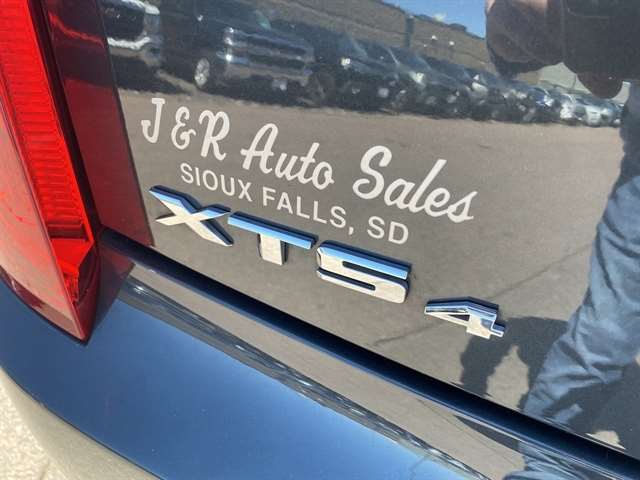 J & R Auto Sales
SIOUX FALLS, SD
XTS 4